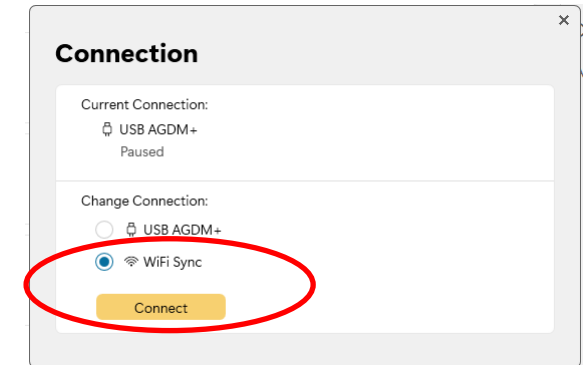 Connection
Current Connection:
USB AGDM+
Paused
Change Connection:
USB AGDM+
WiFi Sync
Connect